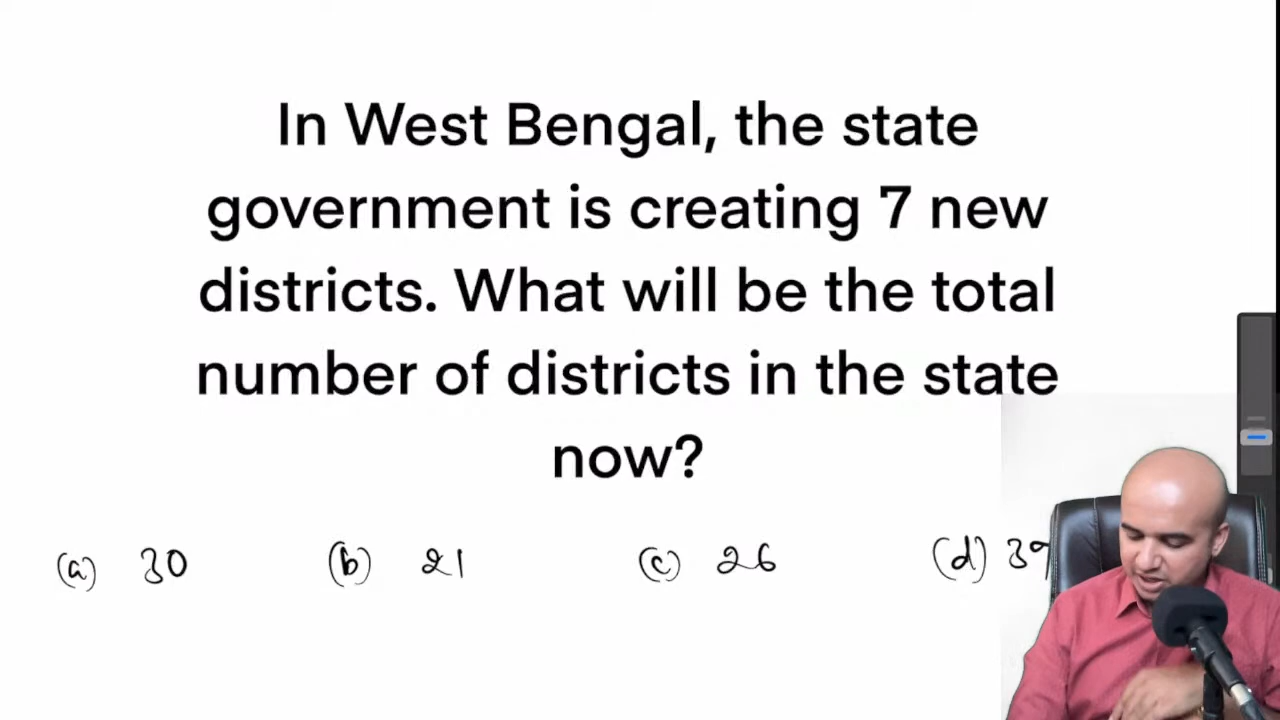 In West Bengal, the state
government is creating 7 new
districts. What will be the total
number of districts in the state
now?
(a) 30 (b) 21 (c) 26 (d) 39